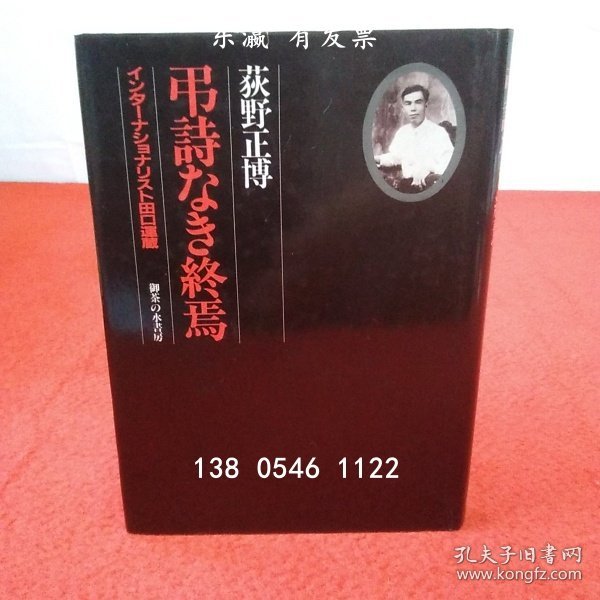 乐瀛 有发票
荻野正博
弔詩なき終焉
インターナショナリスト田口運蔵
御茶の水書房
138 0546 1122
孔夫子旧書网
www.kongfz.com